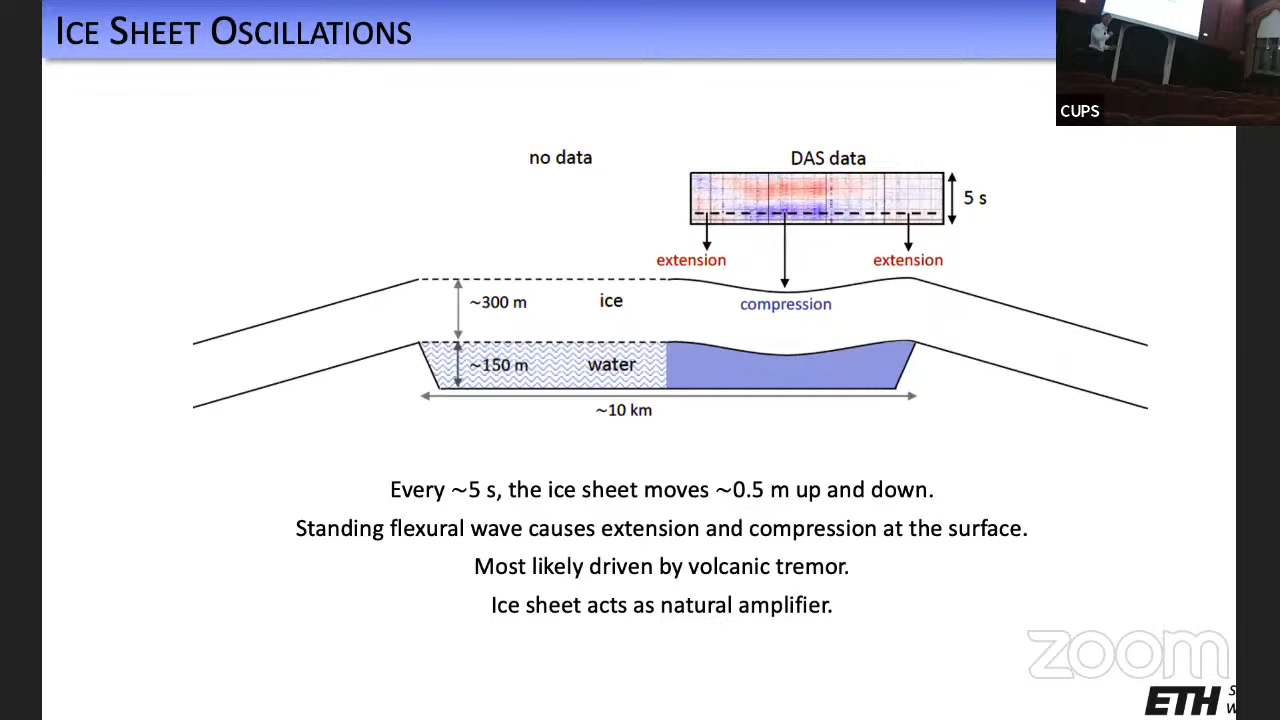 ICE SHEET OSCILLATIONS
CUPS
no data
DAS data
5 s
extension
extension
~300 m
ice
compression
~150 m
water
~10 km
Every ~5 s, the ice sheet moves ~0.5 m up and down.
Standing flexural wave causes extension and compression at the surface.
Most likely driven by volcanic tremor.
Ice sheet acts as natural amplifier.
zoom
ETH